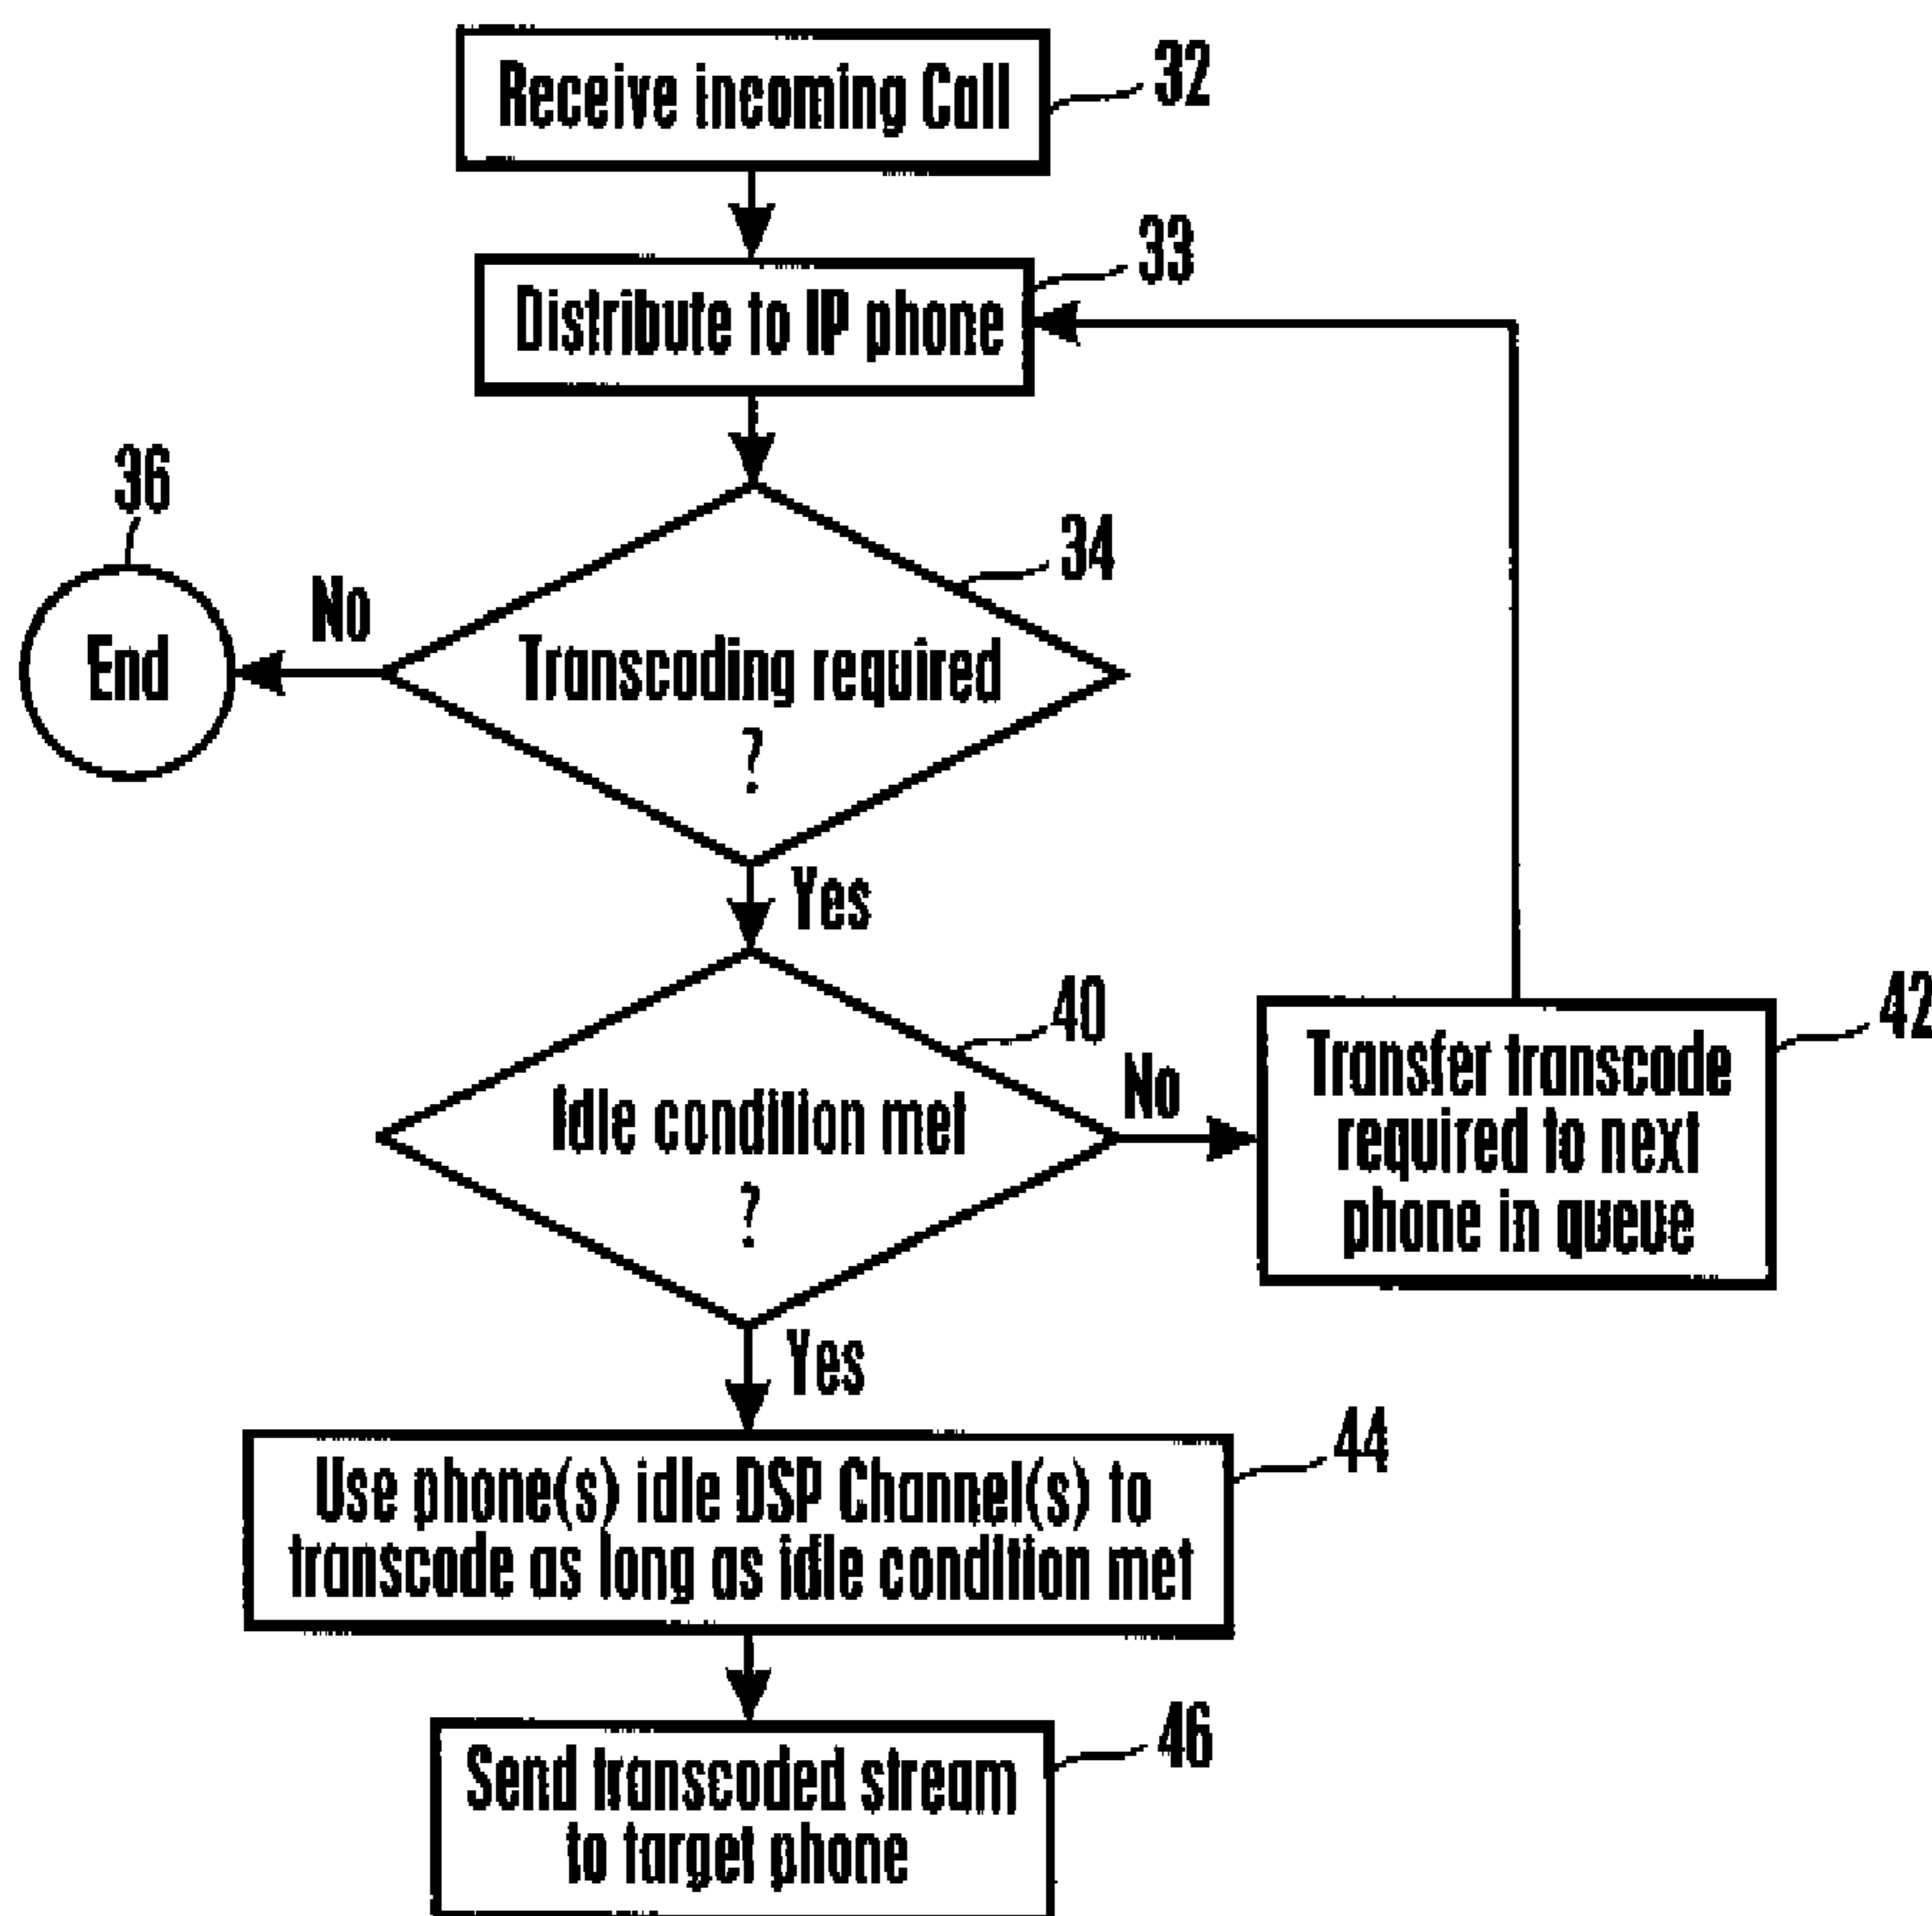 Receive incoming Call
32
Distribute to IP phone
33
36
End
No
34
Transcoding required
?
Yes
40
Idle condition met
?
No
42
Transfer transcode
required to next
phone in queue
Yes
44
Use phone(s) idle DSP Channel(s) to
transcode as long as idle condition met
46
Send transcoded stream
to target phone